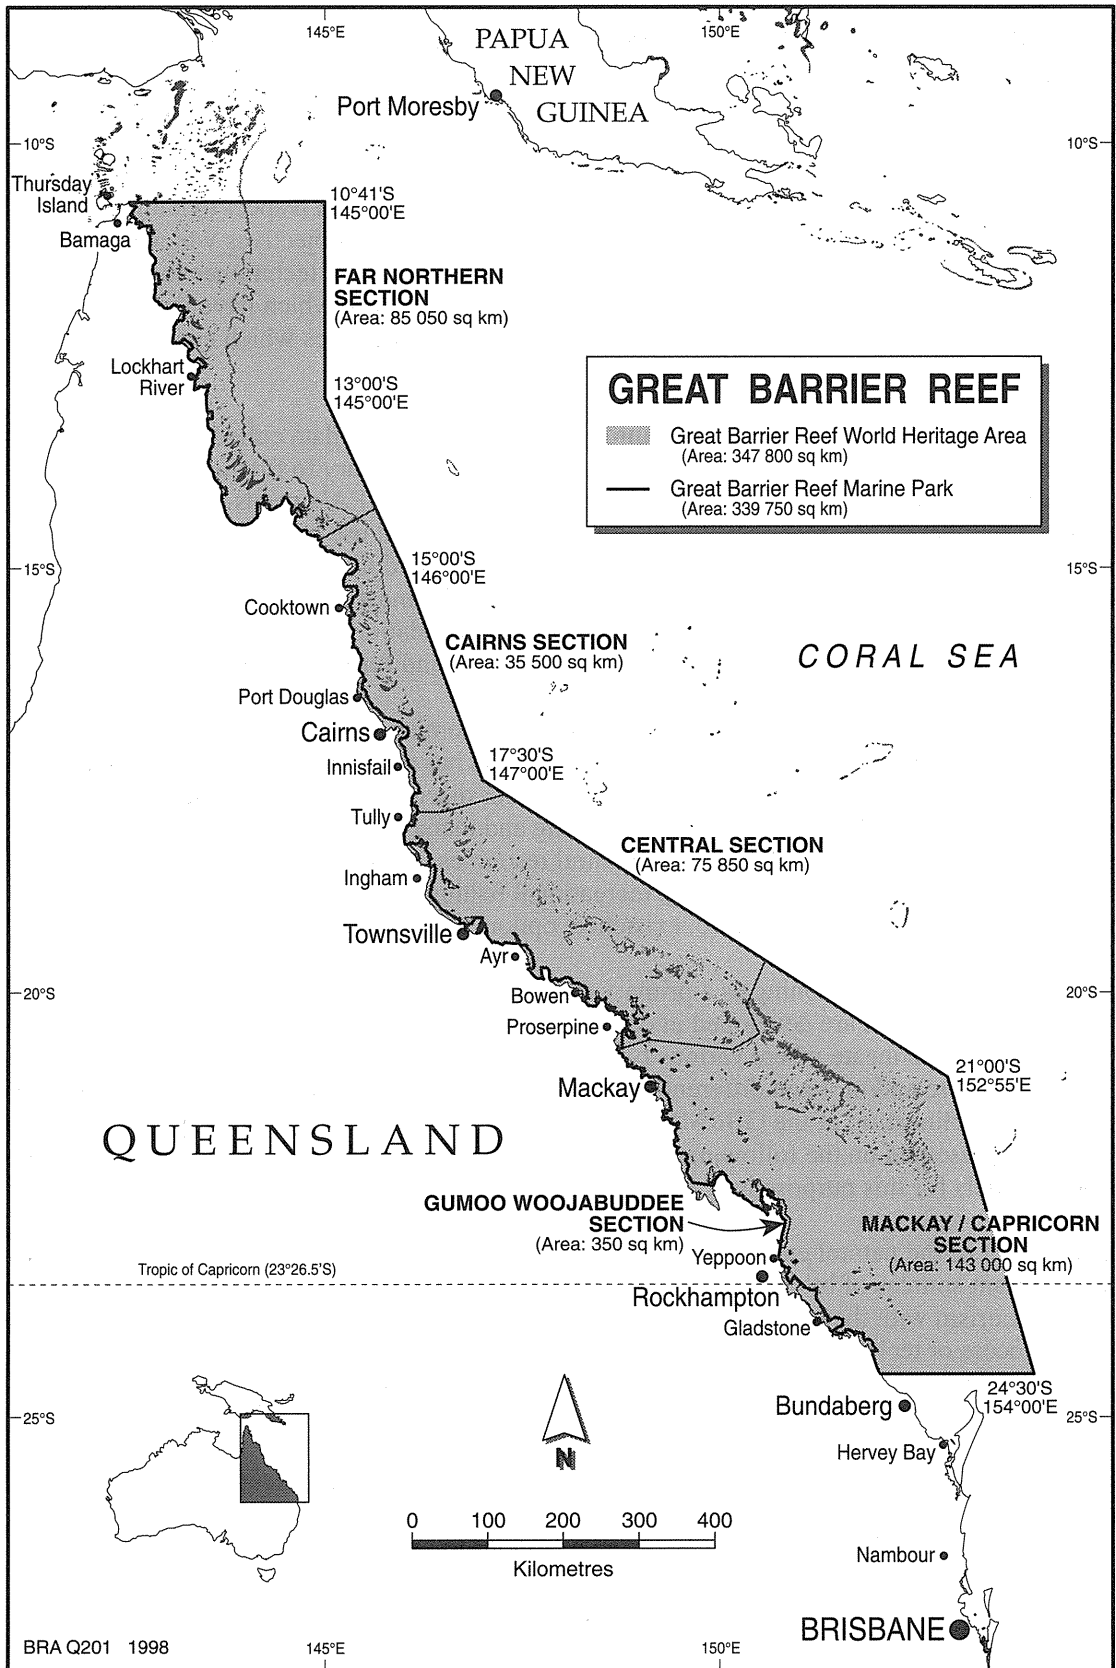 145°E
150°E
PAPUA
NEW
GUINEA
Port Moresby
10°S
10°S
Thursday
Island
Bamaga
10°41'S
145°00'E
FAR NORTHERN
SECTION
(Area: 85 050 sq km)
Lockhart
River
13°00'S
145°00'E
GREAT BARRIER REEF
Great Barrier Reef World Heritage Area
(Area: 347 800 sq km)
Great Barrier Reef Marine Park
(Area: 339 750 sq km)
15°S
15°00'S
146°00'E
15°S
Cooktown
CAIRNS SECTION
(Area: 35 500 sq km)
CORAL SEA
Port Douglas
Cairns
Innisfail
17°30'S
147°00'E
Tully
CENTRAL SECTION
(Area: 75 850 sq km)
Ingham
Townsville
Ayr
20°S
Bowen
20°S
Proserpine
Mackay
21°00'S
152°55'E
QUEENSLAND
GUMOO WOOJABUDDEE
SECTION
(Area: 350 sq km)
MACKAY / CAPRICORN
SECTION
(Area: 143 000 sq km)
Yeppoon
Tropic of Capricorn (23°26.5'S)
Rockhampton
Gladstone
24°30'S
154°00'E
Bundaberg
25°S
25°S
Hervey Bay
N
0 100 200 300 400
Kilometres
Nambour
BRISBANE
BRA Q201 1998
145°E
150°E